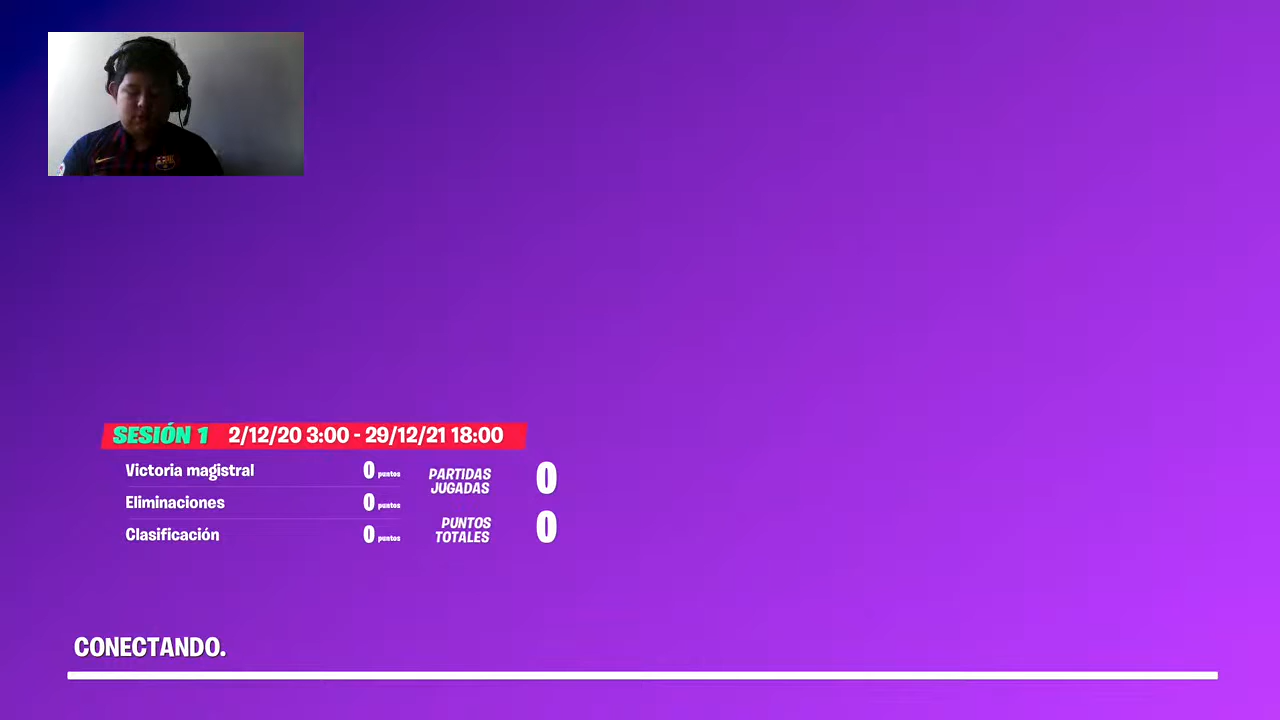 SESIÓN 1 2/12/20 3:00 - 29/12/21 18:00
Victoria magistral 0 puntos
Eliminaciones 0 puntos
Clasificación 0 puntos
PARTIDAS
JUGADAS 0
PUNTOS
TOTALES 0
CONECTANDO.